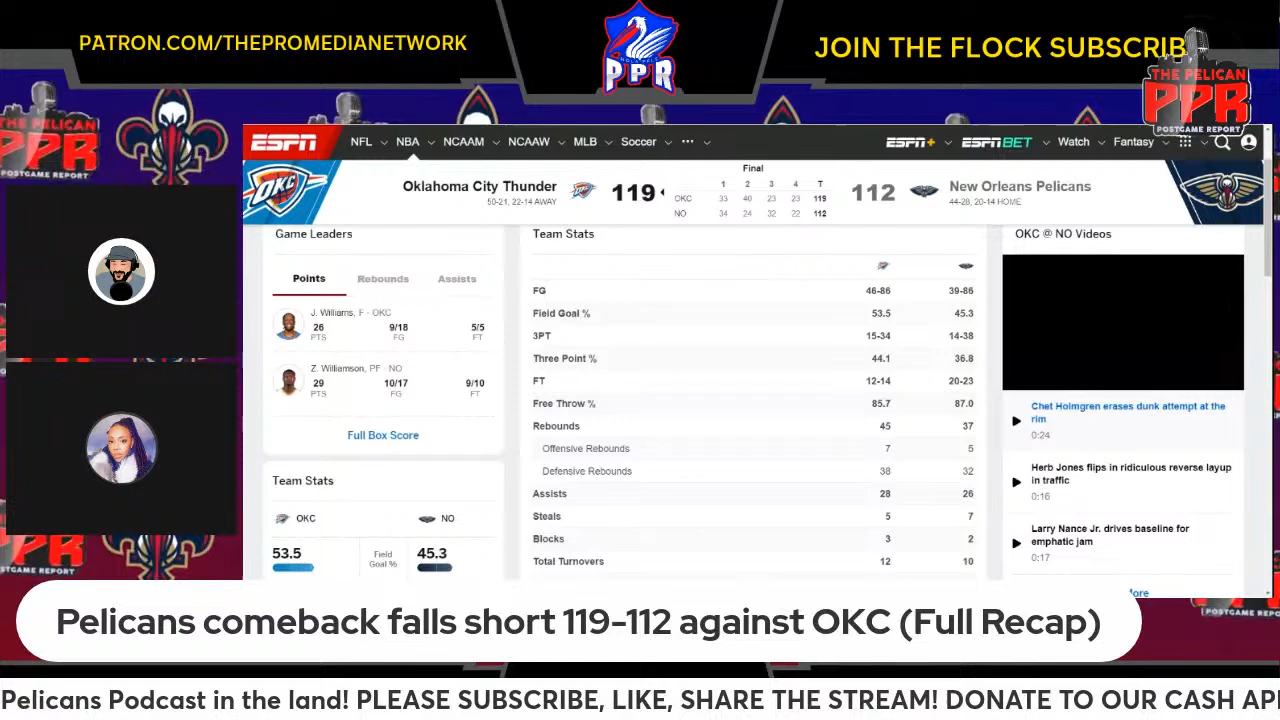 PATRON.COM/THEPROMEDIANETWORK
PPR
JOIN THE FLOCK SUBSCRIB
THE PELICAN
PPR
POSTGAME REPORT
PPR
POSTGAME REPORT
ESPN
NFL NBA NCAAM NCAAW MLB Soccer ...
ESPN+ ESPN BET Watch Fantasy
OKC
Oklahoma City Thunder
50-21, 22-14 AWAY
119
Final
1 2 3 4 T
OKC 33 40 23 23 119
NO 34 24 32 22 112
112
New Orleans Pelicans
44-28, 20-14 HOME
Game Leaders
Points Rebounds Assists
J. Williams, F - OKC
26 9/18 5/5
PTS FG FT
Z. Williamson, PF - NO
29 10/17 9/10
PTS FG FT
Full Box Score
Team Stats
OKC NO
53.5 Field Goal % 45.3
Team Stats
FG 46-86 39-86
Field Goal % 53.5 45.3
3PT 15-34 14-38
Three Point % 44.1 36.8
FT 12-14 20-23
Free Throw % 85.7 87.0
Rebounds 45 37
Offensive Rebounds 7 5
Defensive Rebounds 38 32
Assists 28 26
Steals 5 7
Blocks 3 2
Total Turnovers 12 10
OKC @ NO Videos
Chet Holmgren erases dunk attempt at the
rim
0:24
Herb Jones flips in ridiculous reverse layup
in traffic
0:16
Larry Nance Jr. drives baseline for
emphatic jam
0:17
PPR
STGAME REPORT
POSTGAME REPORT
Pelicans comeback falls short 119-112 against OKC (Full Recap)
Pelicans Podcast in the land! PLEASE SUBSCRIBE, LIKE, SHARE THE STREAM! DONATE TO OUR CASH AP